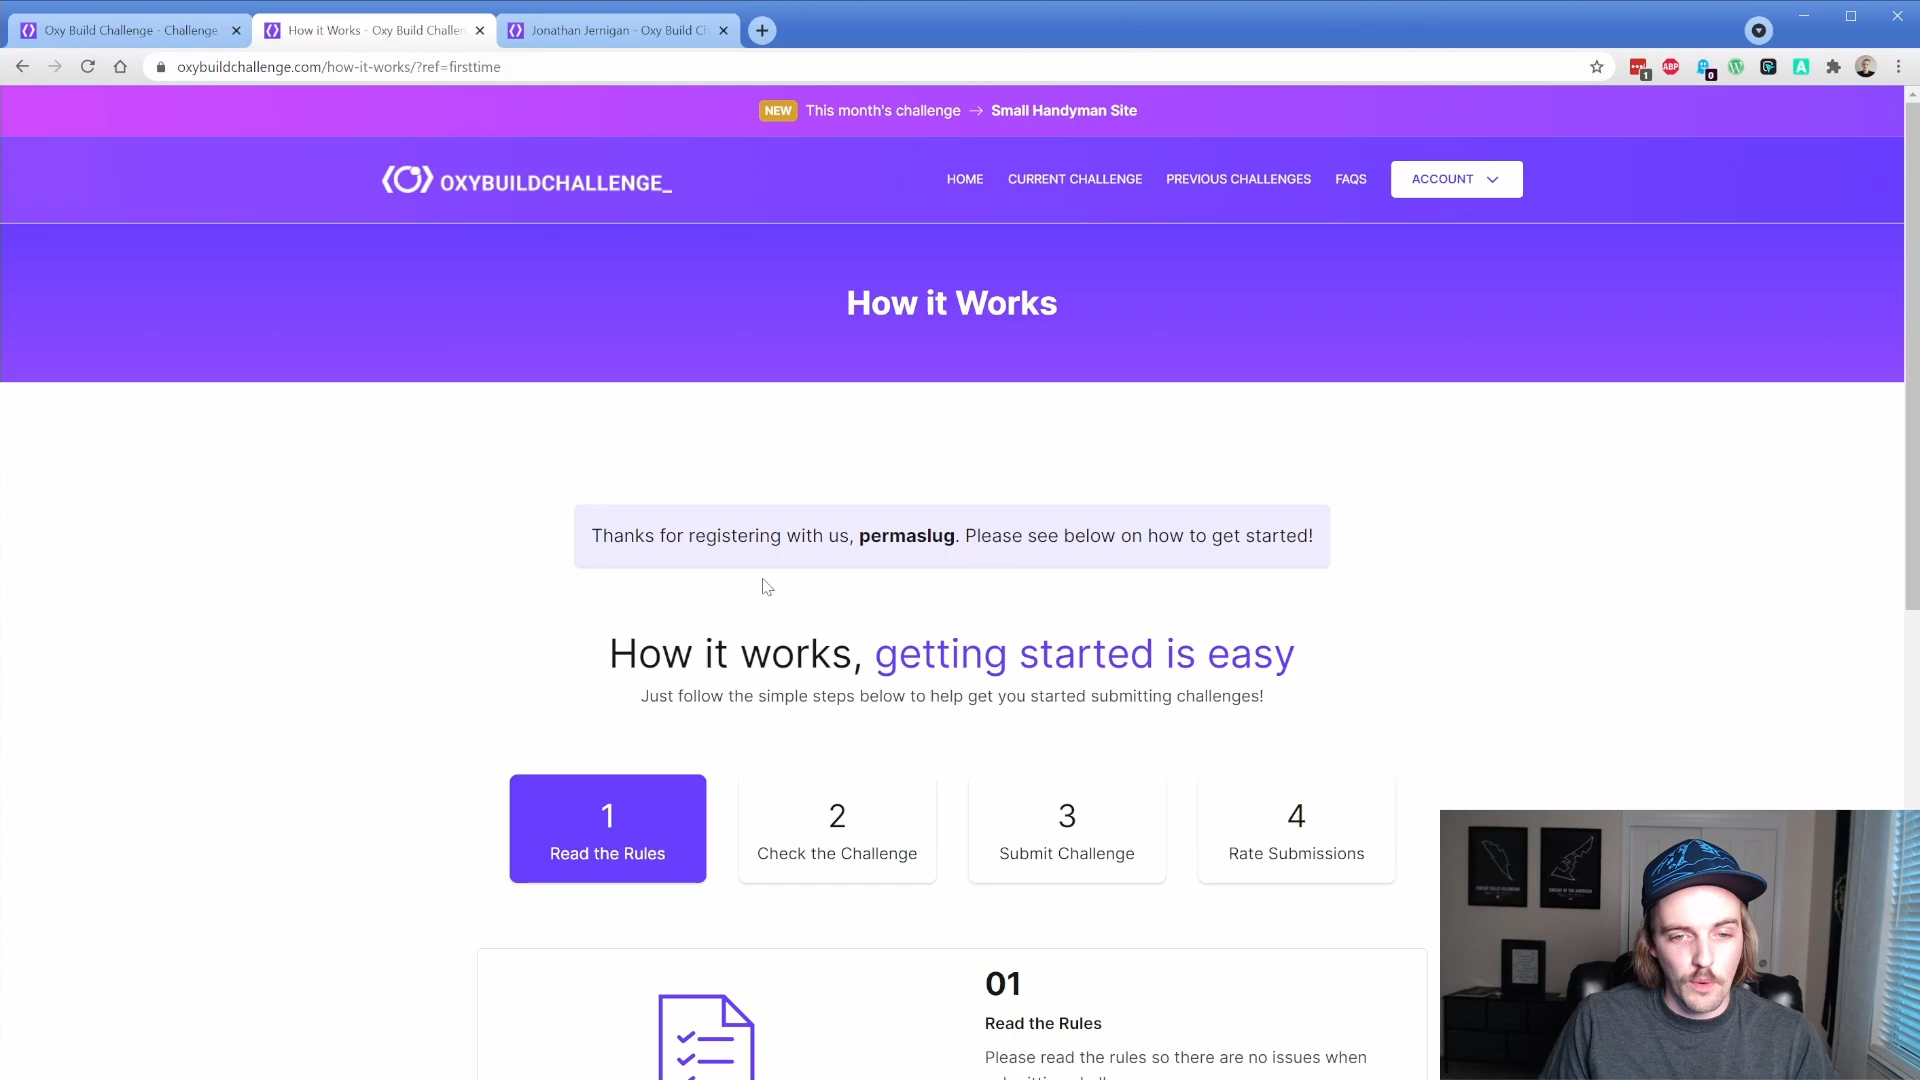 Oxy Build Challenge - Challenge
How it Works - Oxy Build Challen
Jonathan Jernigan - Oxy Build Ch
oxybuildchallenge.com/how-it-works/?ref=firsttime
1
ABP
0
NEW This month's challenge → Small Handyman Site
OXYBUILDCHALLENGE_
HOME
CURRENT CHALLENGE
PREVIOUS CHALLENGES
FAQS
ACCOUNT
How it Works
Thanks for registering with us, permaslug. Please see below on how to get started!
How it works, getting started is easy
Just follow the simple steps below to help get you started submitting challenges!
1
Read the Rules
2
Check the Challenge
3
Submit Challenge
4
Rate Submissions
01
Read the Rules
Please read the rules so there are no issues when